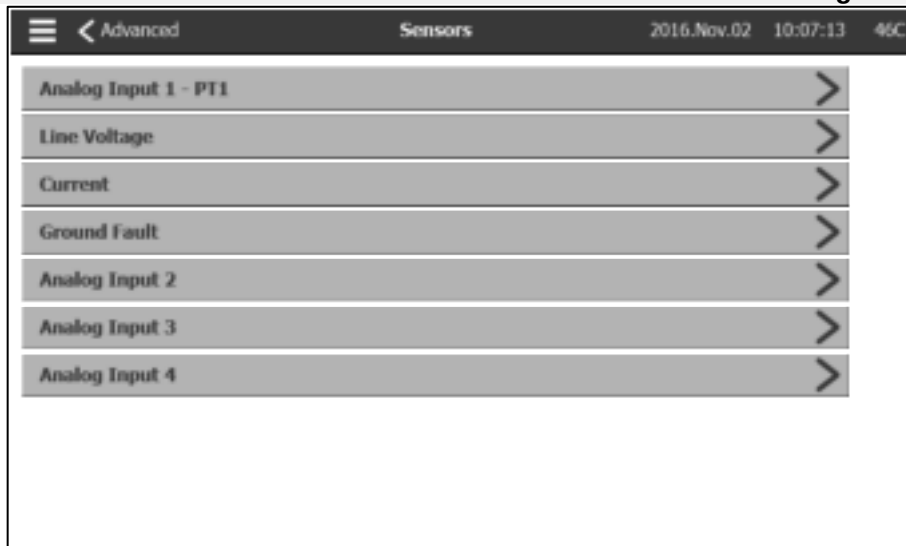 Advanced Sensors 2016.Nov.02 10:07:13 46C
Analog Input 1 - PT1
Line Voltage
Current
Ground Fault
Analog Input 2
Analog Input 3
Analog Input 4